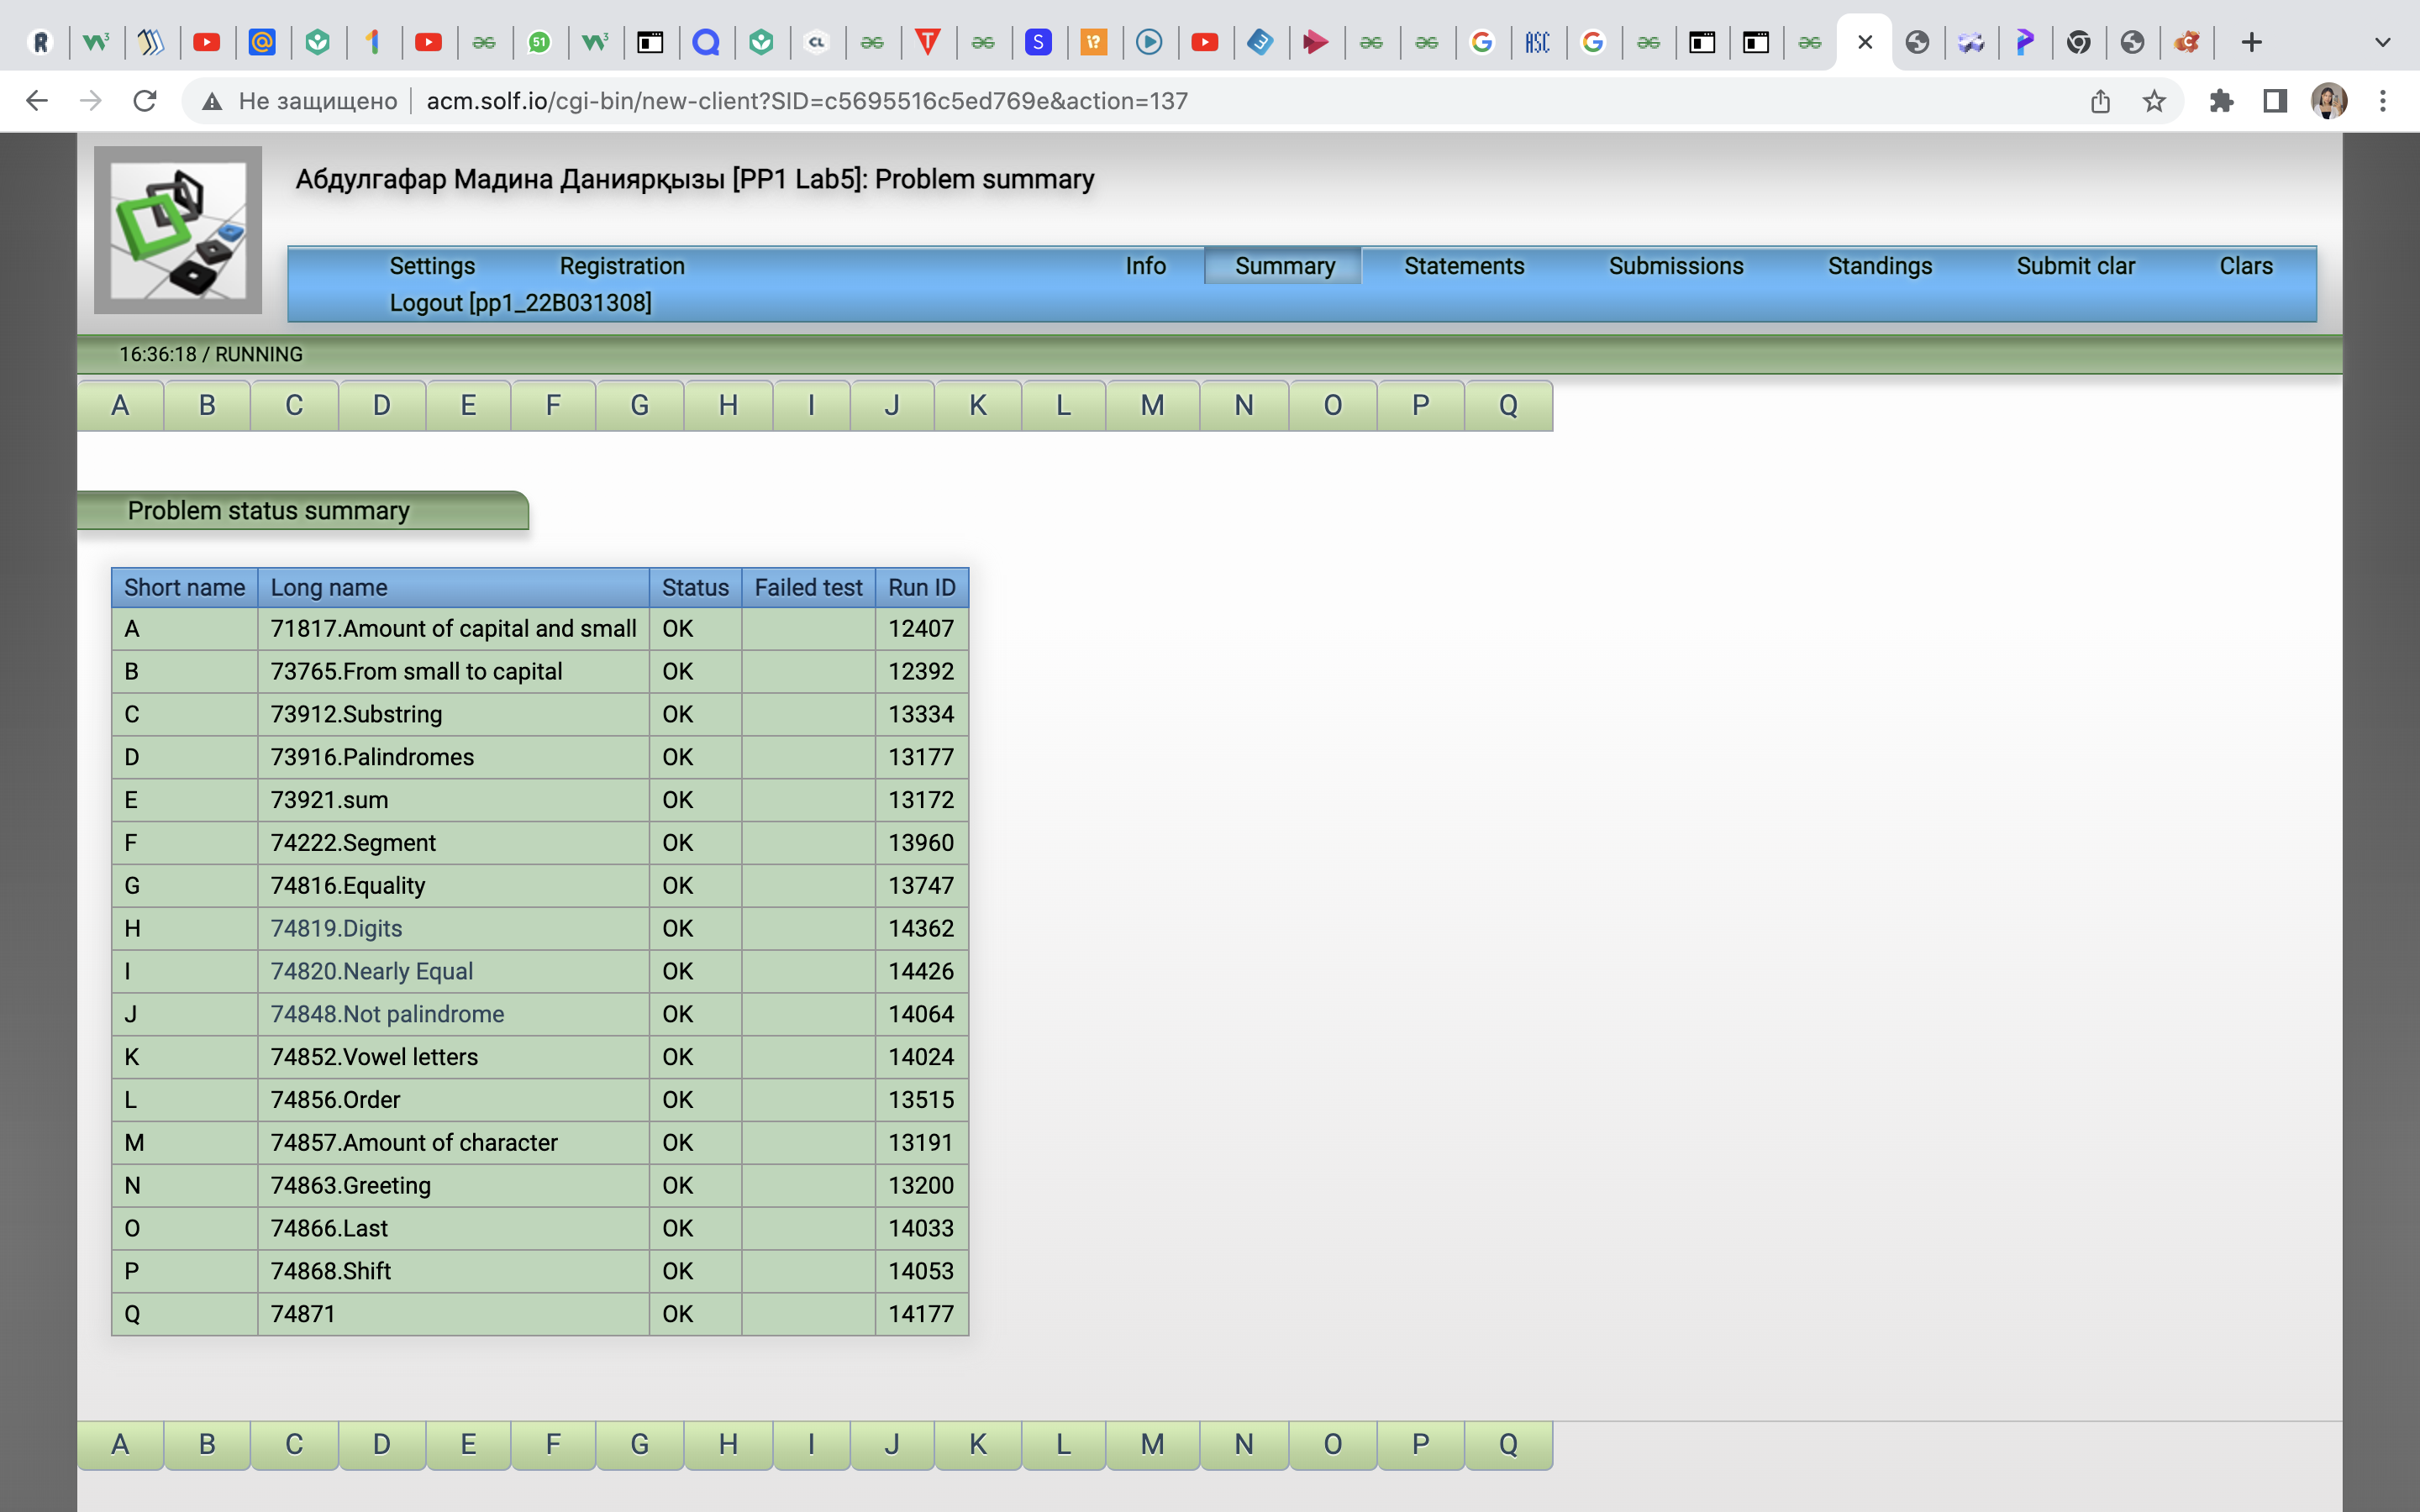 Не защищено acm.solf.io/cgi-bin/new-client?SID=c5695516c5ed769e&action=137
Абдулгафар Мадина Даниярқызы [PP1 Lab5]: Problem summary
Settings Registration Info Summary Statements Submissions Standings Submit clar Clars
Logout [pp1_22B031308]
16:36:18 / RUNNING
A B C D E F G H I J K L M N O P Q
Problem status summary
Short name Long name Status Failed test Run ID
A 71817.Amount of capital and small OK 12407
B 73765.From small to capital OK 12392
C 73912.Substring OK 13334
D 73916.Palindromes OK 13177
E 73921.sum OK 13172
F 74222.Segment OK 13960
G 74816.Equality OK 13747
H 74819.Digits OK 14362
I 74820.Nearly Equal OK 14426
J 74848.Not palindrome OK 14064
K 74852.Vowel letters OK 14024
L 74856.Order OK 13515
M 74857.Amount of character OK 13191
N 74863.Greeting OK 13200
O 74866.Last OK 14033
P 74868.Shift OK 14053
Q 74871 OK 14177
A B C D E F G H I J K L M N O P Q